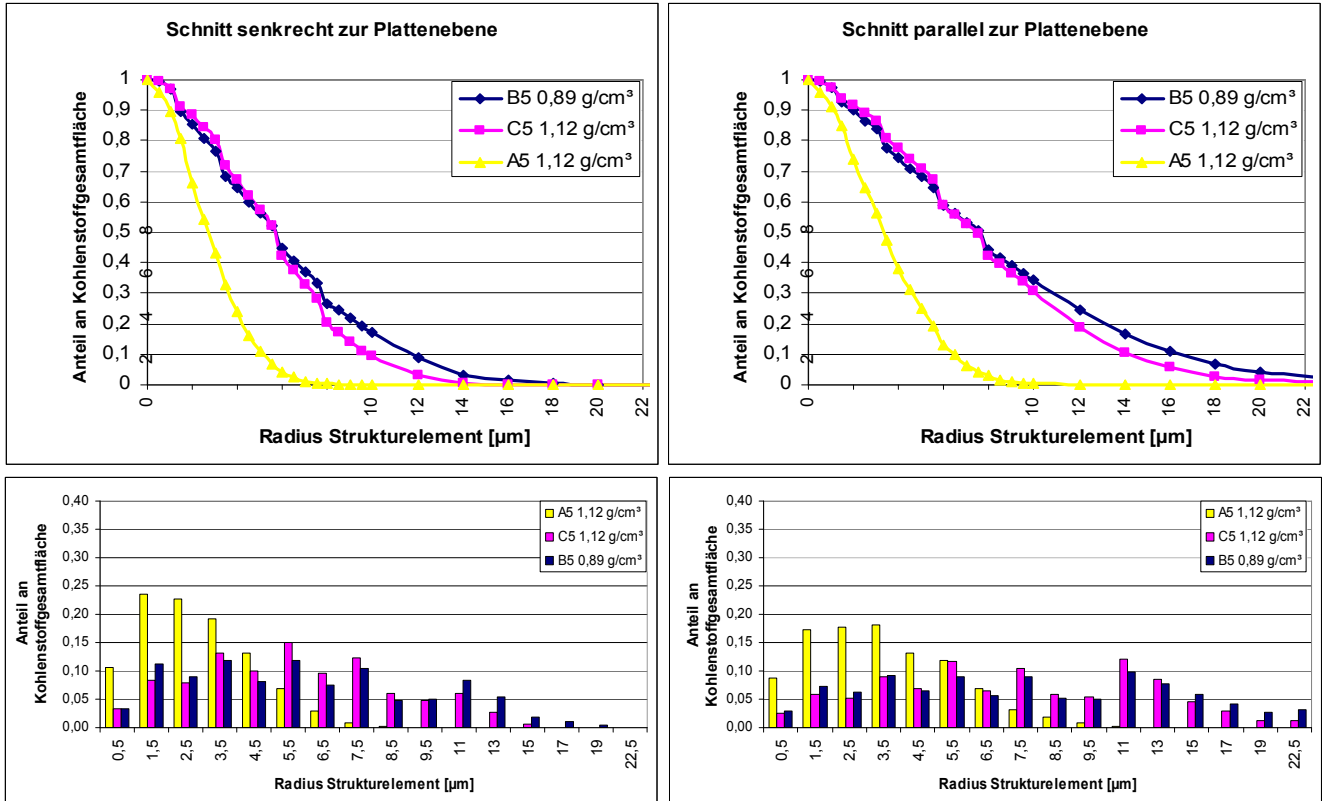 Schnitt senkrecht zur Plattenebene
Anteil an Kohlenstoffgesamtfläche
1
0,9
0,8
0,7
0,6
0,5
0,4
0,3
0,2
0,1
0
B5 0,89 g/cm³
C5 1,12 g/cm³
A5 1,12 g/cm³
8
6
4
2
0 10 12 14 16 18 20 22
Radius Strukturelement [µm]
Schnitt parallel zur Plattenebene
Anteil an Kohlenstoffgesamtfläche
1
0,9
0,8
0,7
0,6
0,5
0,4
0,3
0,2
0,1
0
B5 0,89 g/cm³
C5 1,12 g/cm³
A5 1,12 g/cm³
8
6
4
2
0 10 12 14 16 18 20 22
Radius Strukturelement [µm]
Anteil an
Kohlenstoffgesamtfläche
0,40
0,35
0,30
0,25
0,20
0,15
0,10
0,05
0,00
A5 1,12 g/cm³
C5 1,12 g/cm³
B5 0,89 g/cm³
0,5 1,5 2,5 3,5 4,5 5,5 6,5 7,5 8,5 9,5 11 13 15 17 19 22,5
Radius Strukturelement [µm]
Anteil an
Kohlenstoffgesamtfläche
0,40
0,35
0,30
0,25
0,20
0,15
0,10
0,05
0,00
A5 1,12 g/cm³
C5 1,12 g/cm³
B5 0,89 g/cm³
0,5 1,5 2,5 3,5 4,5 5,5 6,5 7,5 8,5 9,5 11 13 15 17 19 22,5
Radius Strukturelement [µm]